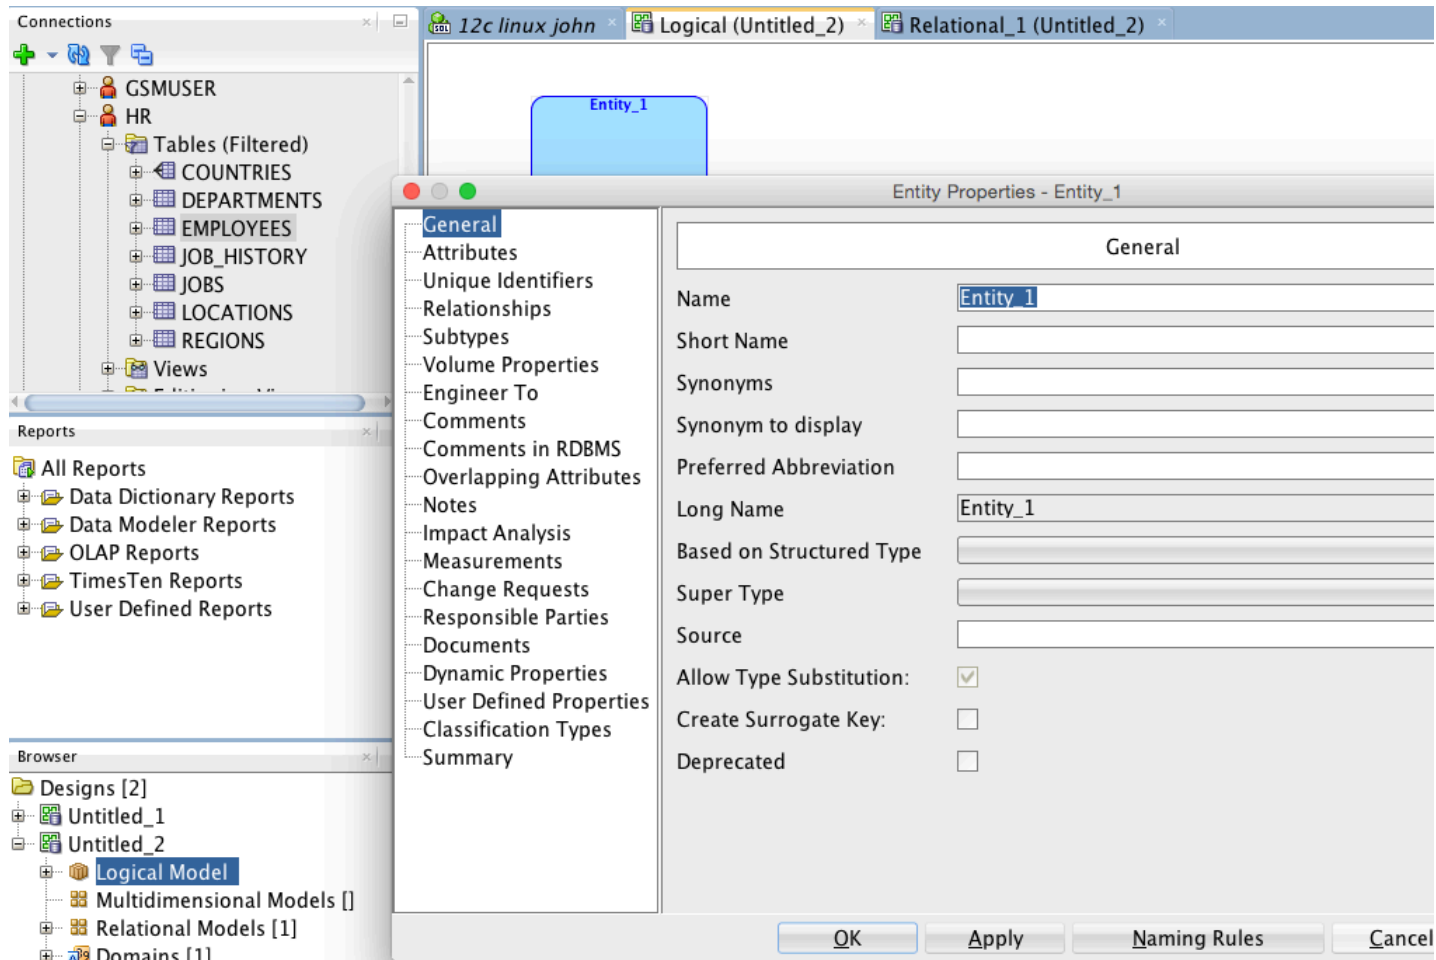 Connections
GSMUSER
HR
Tables (Filtered)
COUNTRIES
DEPARTMENTS
EMPLOYEES
JOB_HISTORY
JOBS
LOCATIONS
REGIONS
Views
Reports
All Reports
Data Dictionary Reports
Data Modeler Reports
OLAP Reports
TimesTen Reports
User Defined Reports
Browser
Designs [2]
Untitled_1
Untitled_2
Logical Model
Multidimensional Models []
Relational Models [1]
Domains [1]
SQL 12c linux john
Logical (Untitled_2)
Relational_1 (Untitled_2)
Entity_1
Entity Properties - Entity_1
General
Attributes
Unique Identifiers
Relationships
Subtypes
Volume Properties
Engineer To
Comments
Comments in RDBMS
Overlapping Attributes
Notes
Impact Analysis
Measurements
Change Requests
Responsible Parties
Documents
Dynamic Properties
User Defined Properties
Classification Types
Summary
General
Name Entity_1
Short Name
Synonyms
Synonym to display
Preferred Abbreviation
Long Name Entity_1
Based on Structured Type
Super Type
Source
Allow Type Substitution:
Create Surrogate Key:
Deprecated
OK Apply Naming Rules Cancel